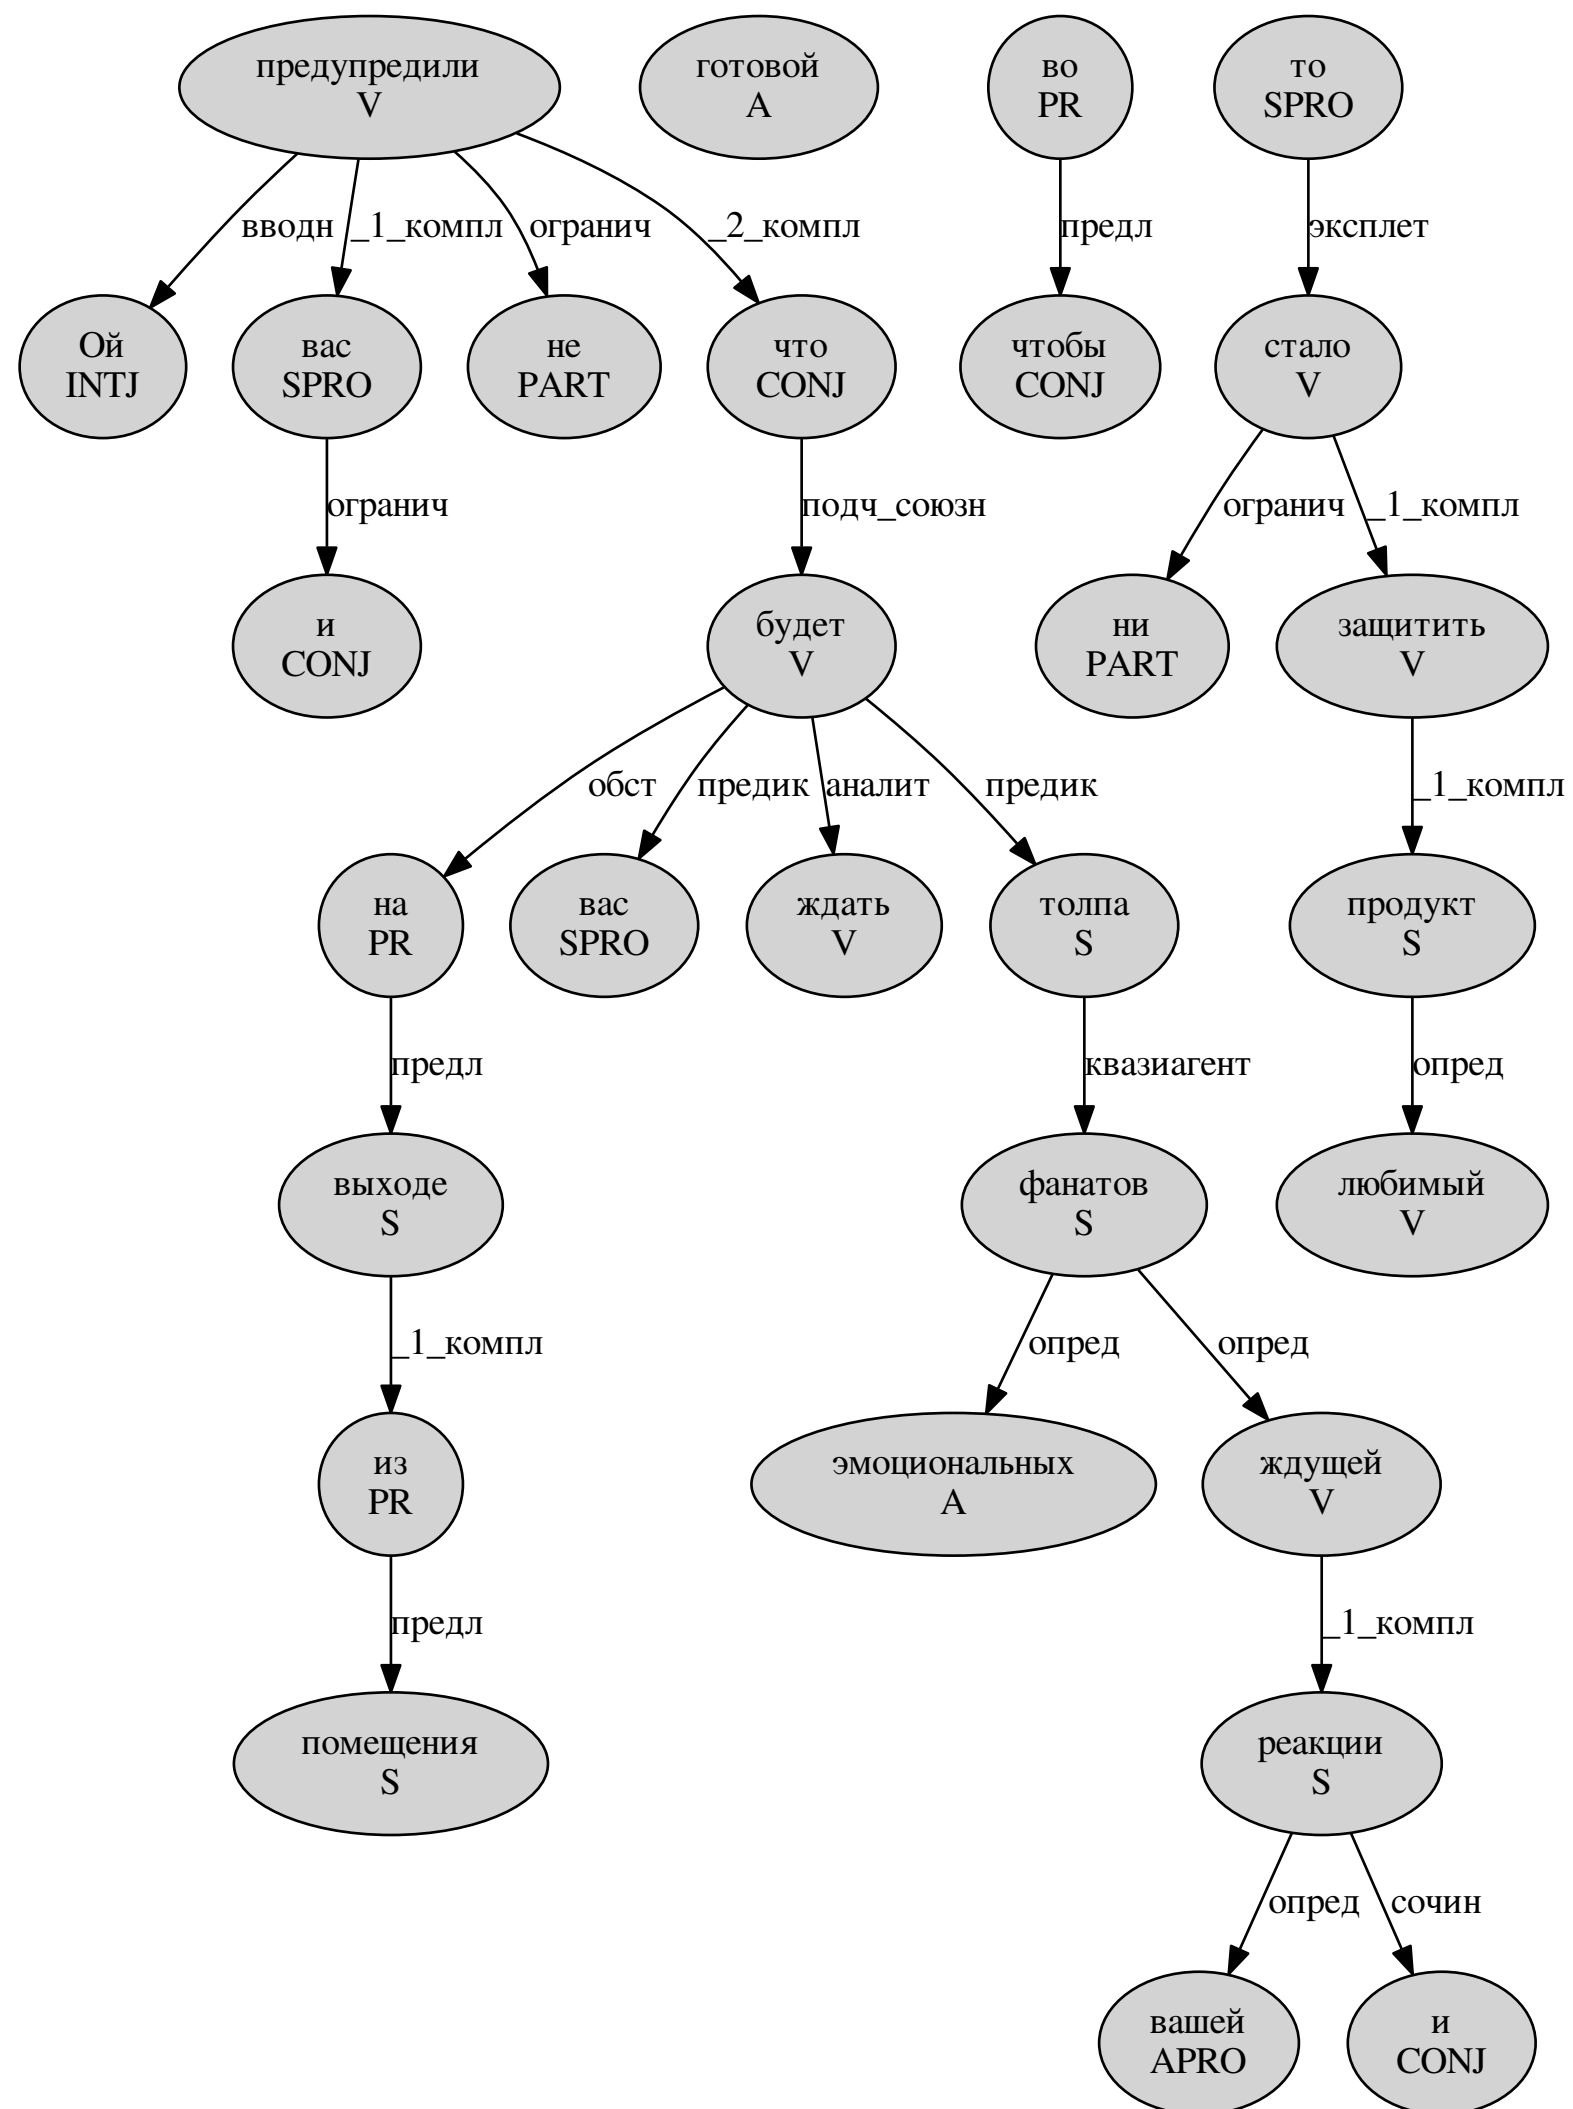 предупредили
V
готовой
A
во
PR
то
SPRO
вводн
_1_компл
огранич
_2_компл
предл
эксплет
Ой
INTJ
вас
SPRO
не
PART
что
CONJ
чтобы
CONJ
стало
V
огранич
подч_союзн
огранич
_1_компл
и
CONJ
будет
V
ни
PART
защитить
V
обст
предик
аналит
предик
_1_компл
на
PR
вас
SPRO
ждать
V
толпа
S
продукт
S
предл
квазиагент
опред
выходе
S
фанатов
S
любимый
V
_1_компл
опред
опред
из
PR
эмоциональных
A
ждущей
V
предл
_1_компл
помещения
S
реакции
S
опред
сочин
вашей
APRO
и
CONJ